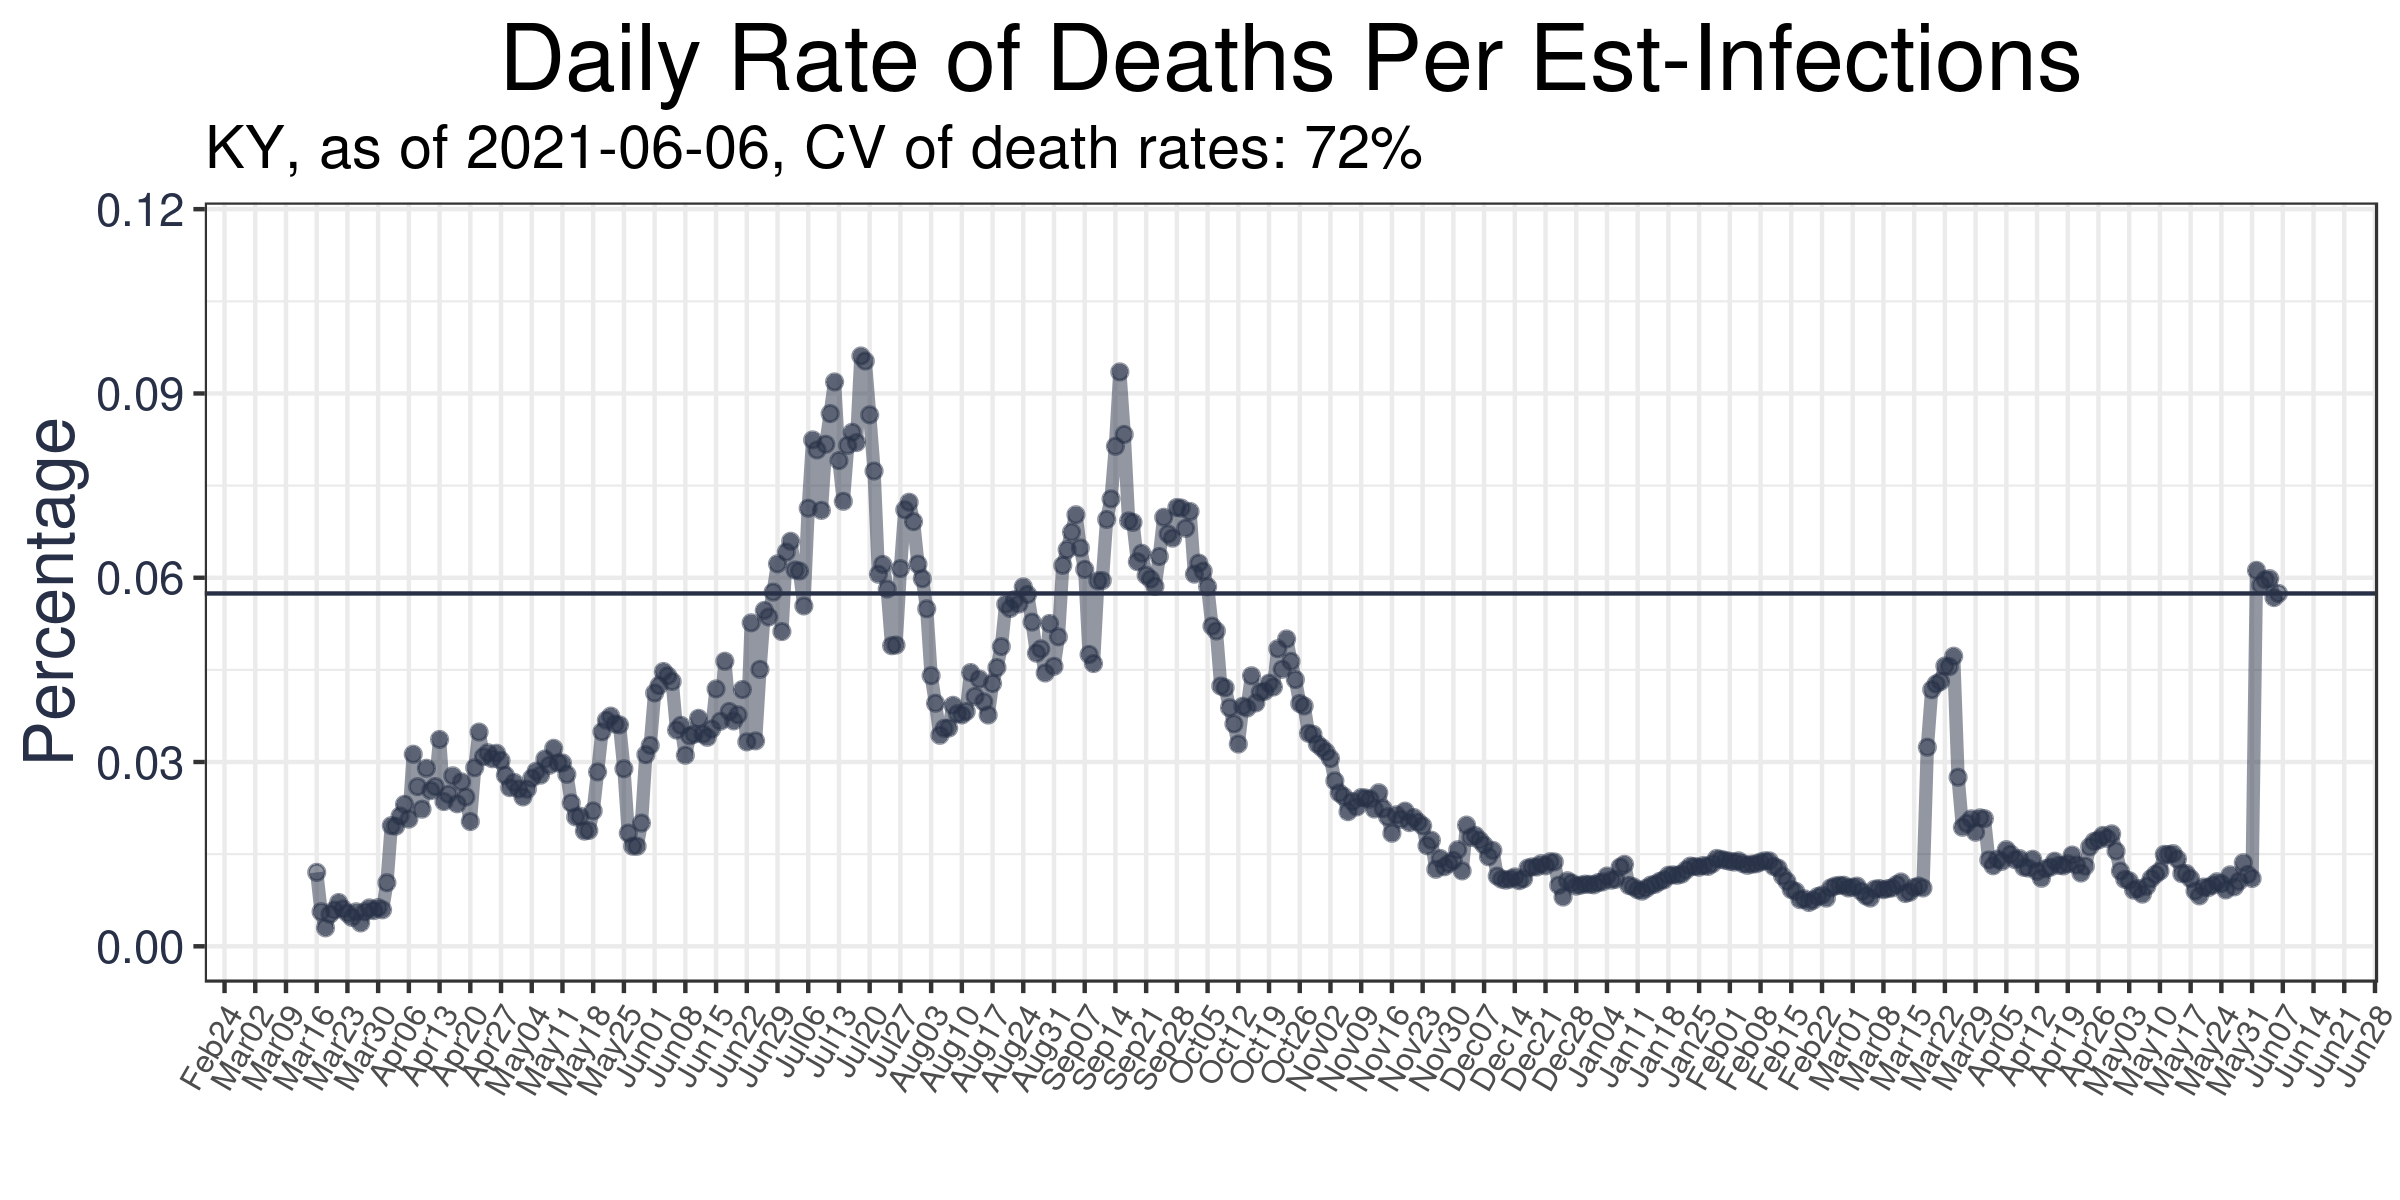 Daily Rate of Deaths Per Est-Infections
KY, as of 2021-06-06, CV of death rates: 72%
Percentage
0.12
0.09
0.06
0.03
0.00
Feb24
Mar02
Mar09
Mar16
Mar23
Mar30
Apr06
Apr13
Apr20
Apr27
May04
May11
May18
May25
Jun01
Jun08
Jun15
Jun22
Jun29
Jul06
Jul13
Jul20
Jul27
Aug03
Aug10
Aug17
Aug24
Aug31
Sep07
Sep14
Sep21
Sep28
Oct05
Oct12
Oct19
Oct26
Nov02
Nov09
Nov16
Nov23
Nov30
Dec07
Dec14
Dec21
Dec28
Jan04
Jan11
Jan18
Jan25
Feb01
Feb08
Feb15
Feb22
Mar01
Mar08
Mar15
Mar22
Mar29
Apr05
Apr12
Apr19
Apr26
May03
May10
May17
May24
May31
Jun07
Jun14
Jun21
Jun28